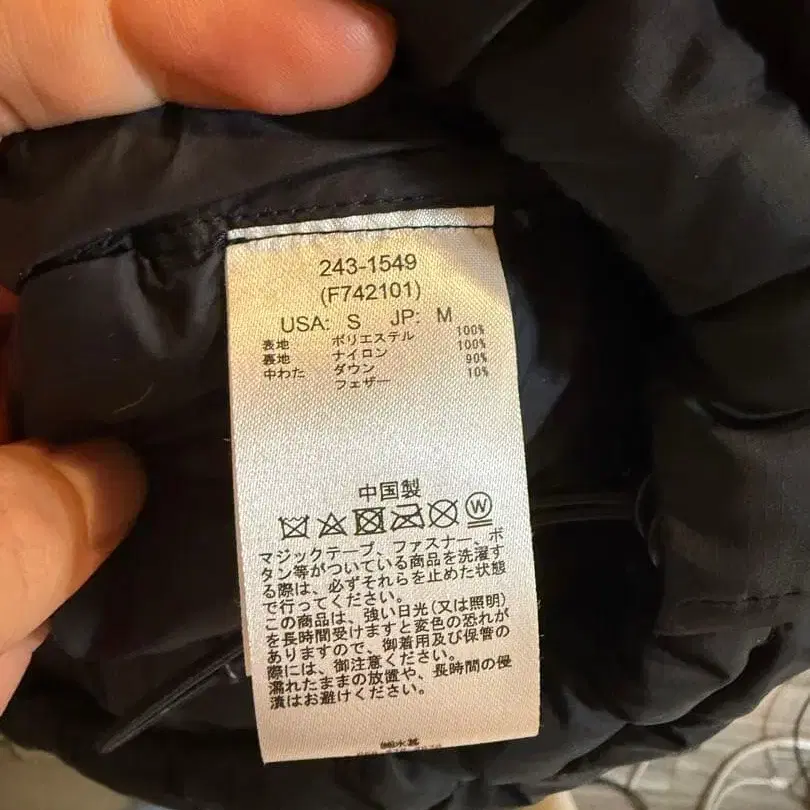 243-1549
(F742101)
USA: S JP: M
表地 ポリエステル 100%
裏地 ナイロン 100%
中わた ダウン 90%
フェザー 10%
中国製
W
マジックテープ、ファスナー、ボ
タン等がついている商品を洗濯す
る際は、必ずそれらを止めた状態
で行ってください。
この商品は、強い日光(又は照明)
を長時間受けますと変色の恐れが
ありますので、御着用及び保管の
際には、御注意ください。
濡れたままの放置や、長時間の浸
漬はお避けください。